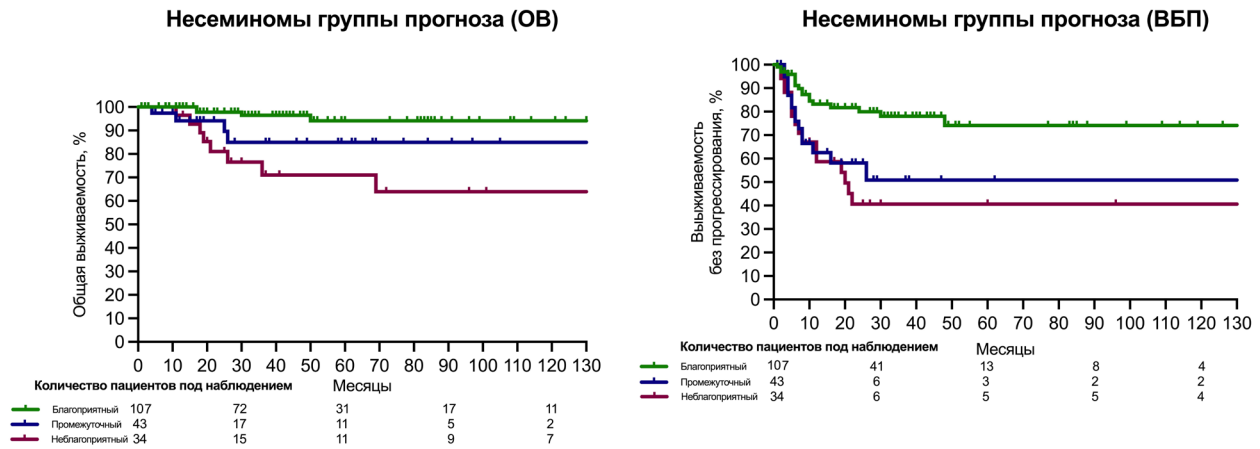 Несеминомы группы прогноза (ОВ)
Общая выживаемость, %
100
90
80
70
60
50
40
30
20
10
0
0 10 20 30 40 50 60 70 80 90 100 110 120 130
Месяцы
Количество пациентов под наблюдением
Благоприятный 107 72 31 17 11
Промежуточный 43 17 11 5 2
Неблагоприятный 34 15 11 9 7
Несеминомы группы прогноза (ВБП)
Выыживаемость
без прогрессирования, %
100
90
80
70
60
50
40
30
20
10
0
0 10 20 30 40 50 60 70 80 90 100 110 120 130
Месяцы
Количество пациентов под наблюдением
Благоприятный 107 41 13 8 4
Промежуточный 43 6 3 2 2
Неблагоприятный 34 6 5 5 4